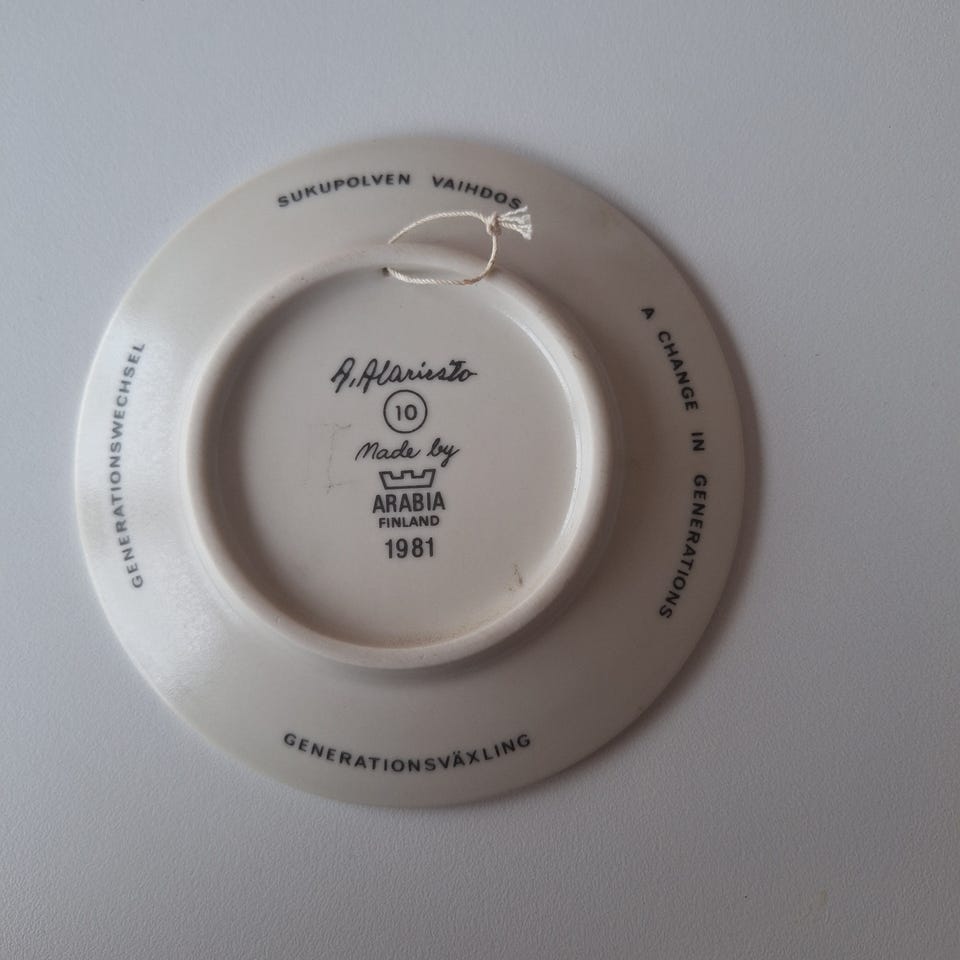 SUKUPOLVEN VAIHDOS
A CHANGE IN GENERATIONS
GENERATIONSWECHSEL
A. Alariesto
10
Made by
ARABIA
FINLAND
1981
GENERATIONSVÄXLING